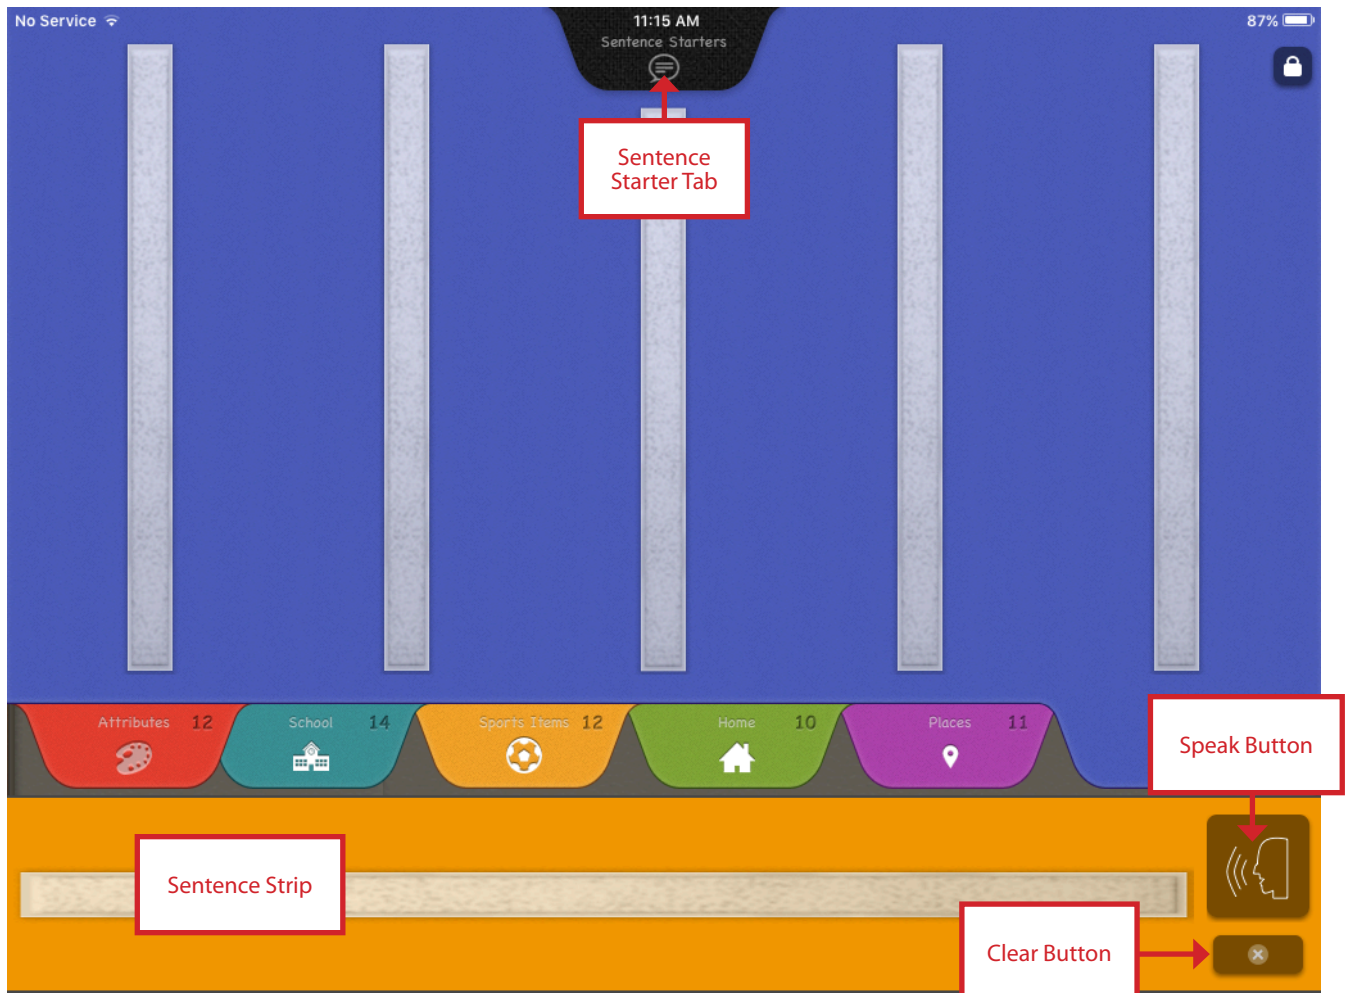 No Service
11:15 AM
87%
Sentence Starters
Sentence
Starter Tab
Attributes 12
School 14
Sports Items 12
Home 10
Places 11
Speak Button
Sentence Strip
Clear Button